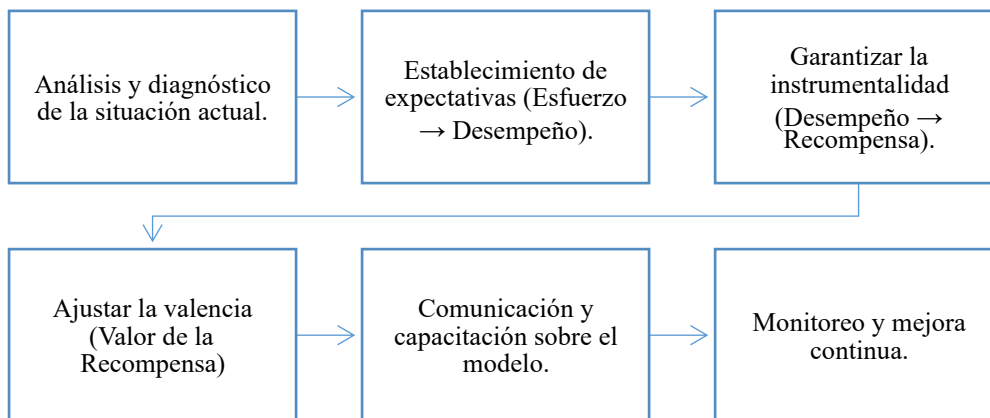 Análisis y diagnóstico
de la situación actual.
Establecimiento de
expectativas (Esfuerzo
→ Desempeño).
Garantizar la
instrumentalidad
(Desempeño →
Recompensa).
Ajustar la valencia
(Valor de la
Recompensa)
Comunicación y
capacitación sobre el
modelo.
Monitoreo y mejora
continua.